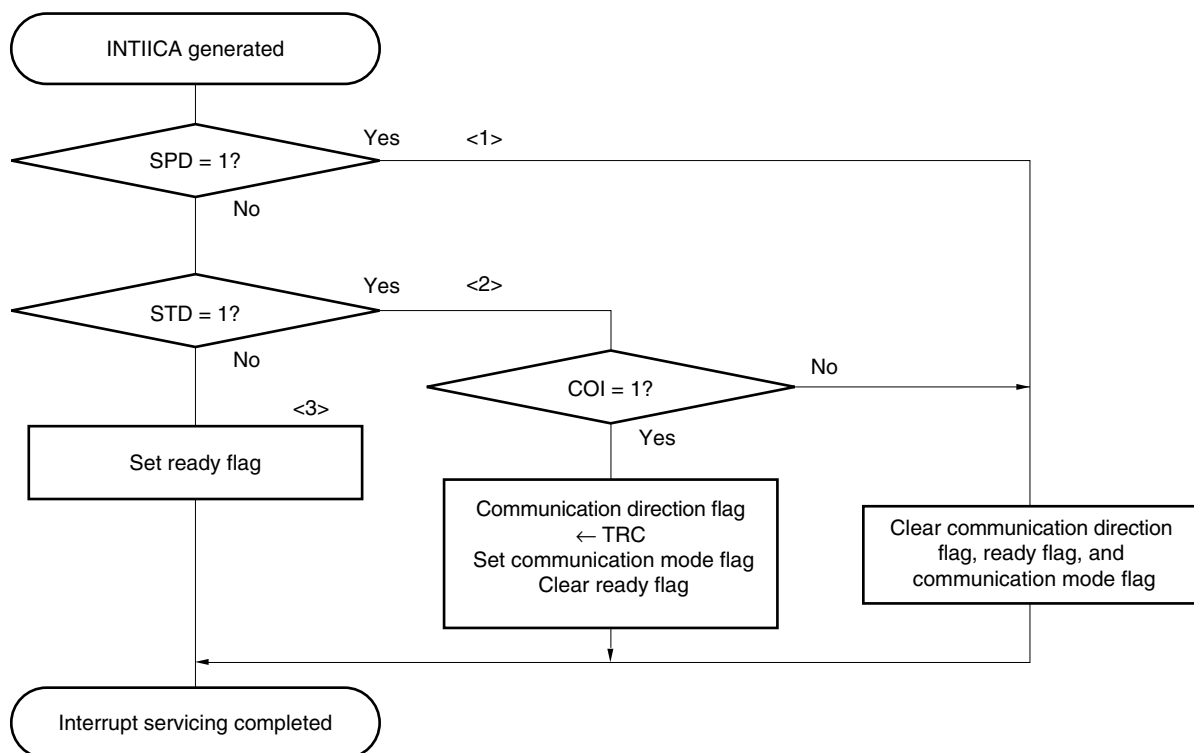 INTIICA generated
Yes
<1>
SPD = 1?
No
Yes
<2>
STD = 1?
No
No
COI = 1?
<3>
Yes
Set ready flag
Communication direction flag
← TRC
Set communication mode flag
Clear ready flag
Clear communication direction
flag, ready flag, and
communication mode flag
Interrupt servicing completed